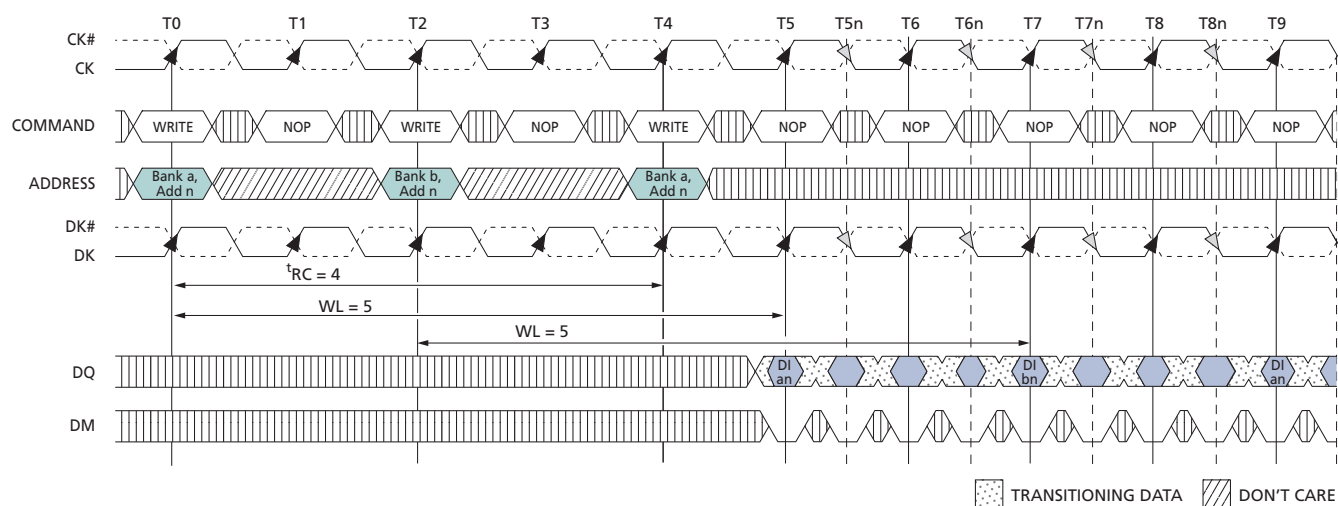 T0 T1 T2 T3 T4 T5 T5n T6 T6n T7 T7n T8 T8n T9
CK#
CK
COMMAND WRITE NOP WRITE NOP WRITE NOP NOP NOP NOP NOP
ADDRESS Bank a, Add n Bank b, Add n Bank a, Add n
DK#
DK
tRC = 4
WL = 5
WL = 5
DQ DI an DI bn DI an
DM
TRANSITIONING DATA DON'T CARE